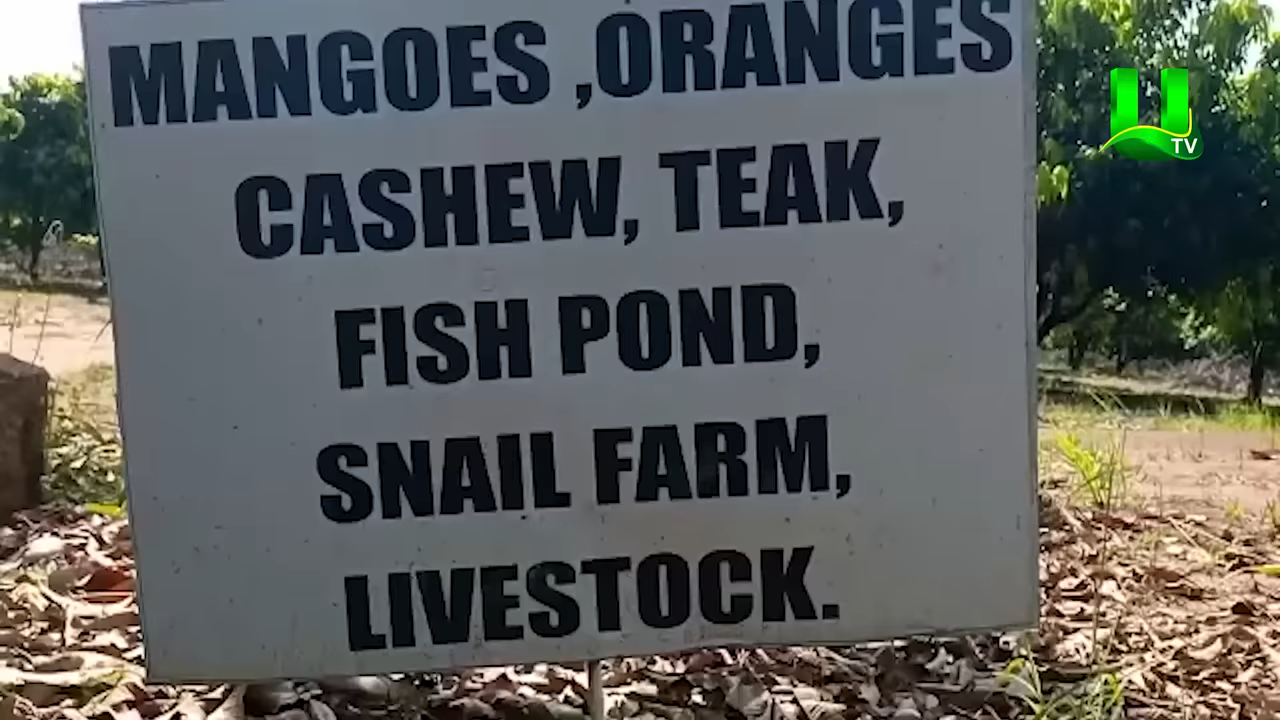 MANGOES ,ORANGES
CASHEW, TEAK,
FISH POND,
SNAIL FARM,
LIVESTOCK.
U
TV